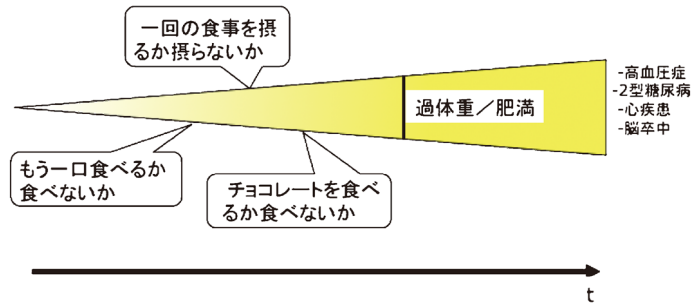 一回の食事を摂
るか摂らないか
過体重／肥満
-高血圧症
-2型糖尿病
-心疾患
-脳卒中
もう一口食べるか
食べないか
チョコレートを食べ
るか食べないか
t